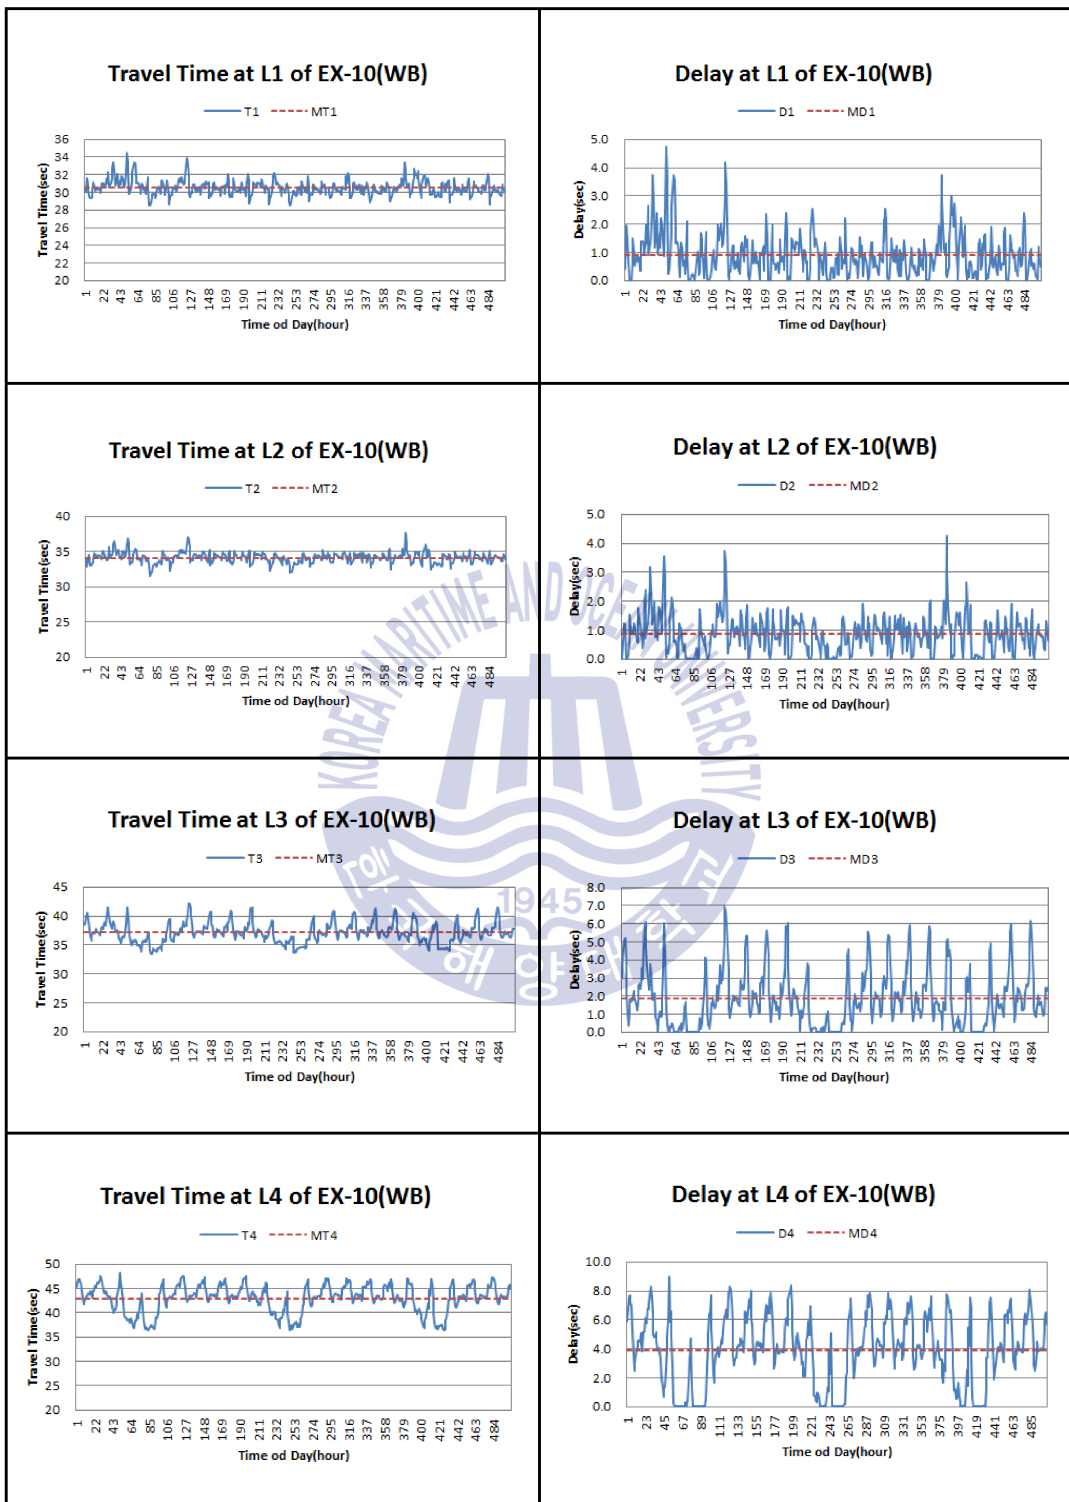 Travel Time at L1 of EX-10(WB)
T1 MT1
Travel Time(sec)
36
34
32
30
28
26
24
22
20
1 22 43 64 85 106 127 148 169 190 211 232 253 274 295 316 337 358 379 400 421 442 463 484
Time od Day(hour)
Delay at L1 of EX-10(WB)
D1 MD1
Delay(sec)
5.0
4.0
3.0
2.0
1.0
0.0
1 22 43 64 85 106 127 148 169 190 211 232 253 274 295 316 337 358 379 400 421 442 463 484
Time od Day(hour)
Travel Time at L2 of EX-10(WB)
T2 MT2
Travel Time(sec)
40
35
30
25
20
1 22 43 64 85 106 127 148 169 190 211 232 253 274 295 316 337 358 379 400 421 442 463 484
Time od Day(hour)
Delay at L2 of EX-10(WB)
D2 MD2
Delay(sec)
5.0
4.0
3.0
2.0
1.0
0.0
1 22 43 64 85 106 127 148 169 190 211 232 253 274 295 316 337 358 379 400 421 442 463 484
Time od Day(hour)
KOREA MARITIME AND OCEAN UNIVERSITY
1945
Travel Time at L3 of EX-10(WB)
T3 MT3
Travel Time(sec)
45
40
35
30
25
20
1 22 43 64 85 106 127 148 169 190 211 232 253 274 295 316 337 358 379 400 421 442 463 484
Time od Day(hour)
Delay at L3 of EX-10(WB)
D3 MD3
Delay(sec)
8.0
7.0
6.0
5.0
4.0
3.0
2.0
1.0
0.0
1 22 43 64 85 106 127 148 169 190 211 232 253 274 295 316 337 358 379 400 421 442 463 484
Time od Day(hour)
Travel Time at L4 of EX-10(WB)
T4 MT4
Travel Time(sec)
50
45
40
35
30
25
20
1 22 43 64 85 106 127 148 169 190 211 232 253 274 295 316 337 358 379 400 421 442 463 484
Time od Day(hour)
Delay at L4 of EX-10(WB)
D4 MD4
Delay(sec)
10.0
8.0
6.0
4.0
2.0
0.0
1 23 45 67 89 111 133 155 177 199 221 243 265 287 309 331 353 375 397 419 441 463 485
Time od Day(hour)